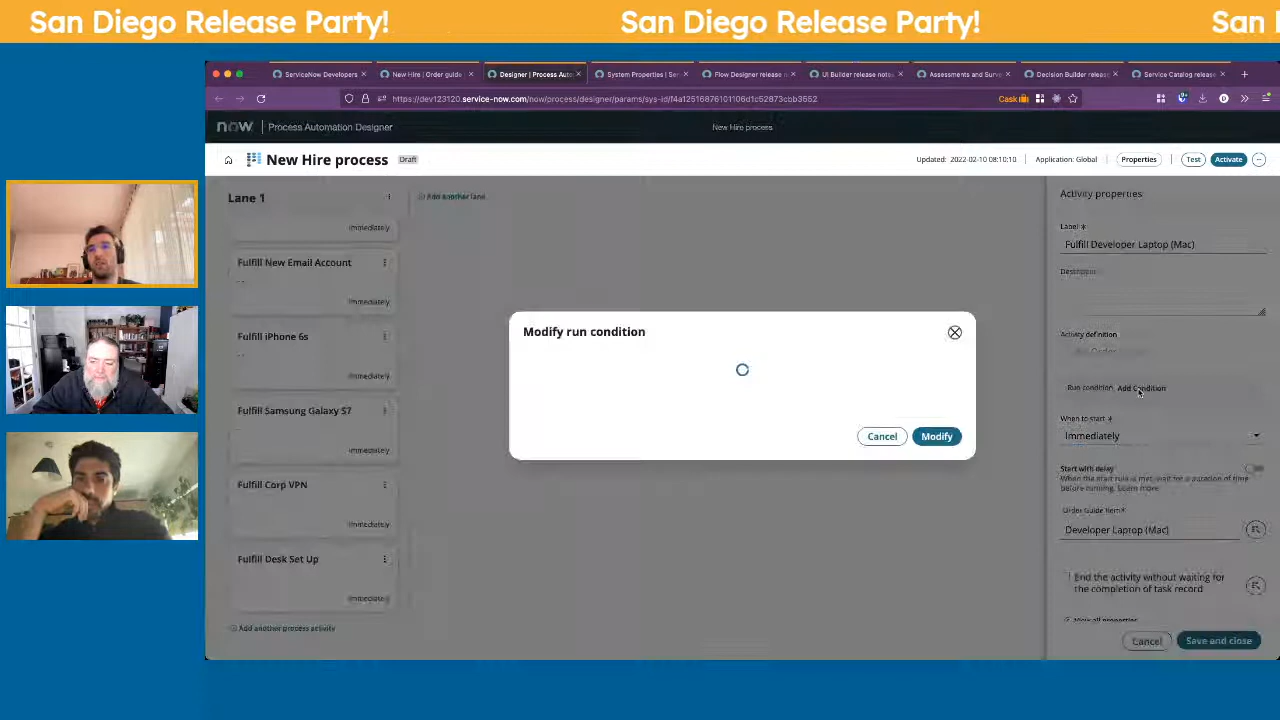 San Diego Release Party!
San Diego Release Party!
San
ServiceNow Developers
New Hire | Order guide
Designer | Process Auto
System Properties | Ser
Flow Designer release n
UI Builder release notes
Assessments and Surve
Decision Builder release
Service Catalog release
https://dev123120.service-now.com/now/process/designer/params/sys-id/f4a12516876101106d1c52873cbb3552
Cask
now
Process Automation Designer
New Hire process
New Hire process
Draft
Updated: 2022-02-10 08:10:10
Application: Global
Properties
Test
Activate
Lane 1
Add another lane
Immediately
Fulfill New Email Account
--
Immediately
Fulfill iPhone 6s
--
Immediately
Fulfill Samsung Galaxy S7
Immediately
Fulfill Corp VPN
Immediately
Fulfill Desk Set Up
Immediately
Add another process activity
Modify run condition
Cancel
Modify
Activity properties
Label *
Fulfill Developer Laptop (Mac)
Description
Activity definition
Run condition
Add Condition
When to start *
Immediately
Start with delay
When the start rule is met, wait for a duration of time
before running. Learn more
Order Guide Item*
Developer Laptop (Mac)
End the activity without waiting for
the completion of task record
View all properties
Cancel
Save and close